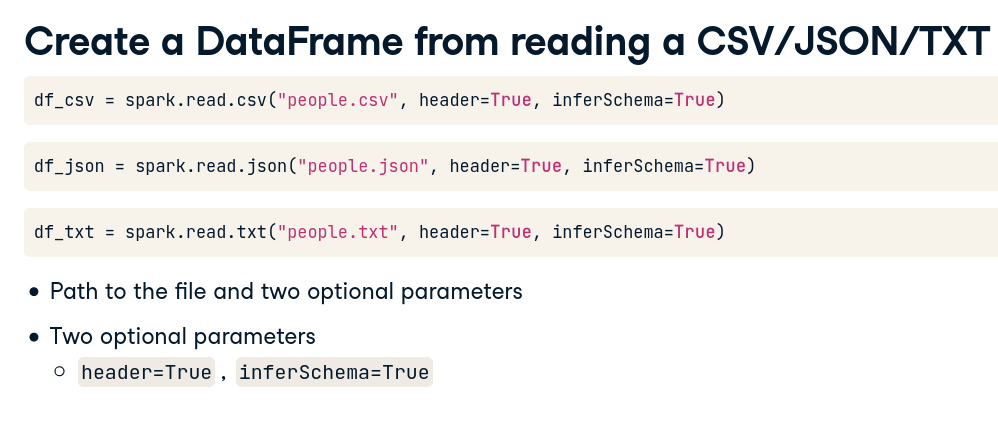 Create a DataFrame from reading a CSV/JSON/TXT
df_csv = spark.read.csv("people.csv", header=True, inferSchema=True)
df_json = spark.read.json("people.json", header=True, inferSchema=True)
df_txt = spark.read.txt("people.txt", header=True, inferSchema=True)
• Path to the file and two optional parameters
• Two optional parameters
○ header=True , inferSchema=True